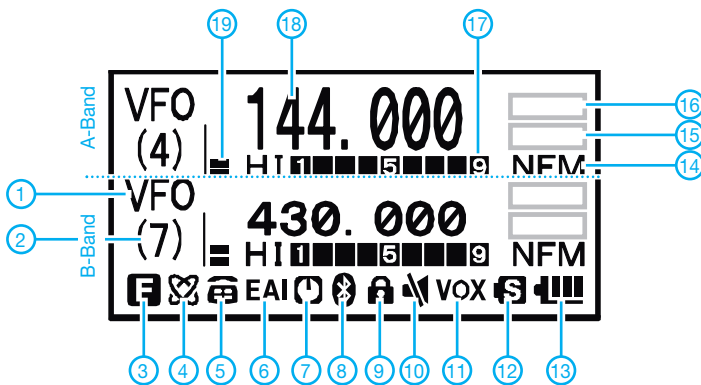 19 18 17
A-Band
VFO 144.000 16
(4) 15
HI 1 5 9 NFM 14
1 VFO 430.000
B-Band
2 (7) HI 1 5 9 NFM
F EAI VOX S
3 4 5 6 7 8 9 10 11 12 13